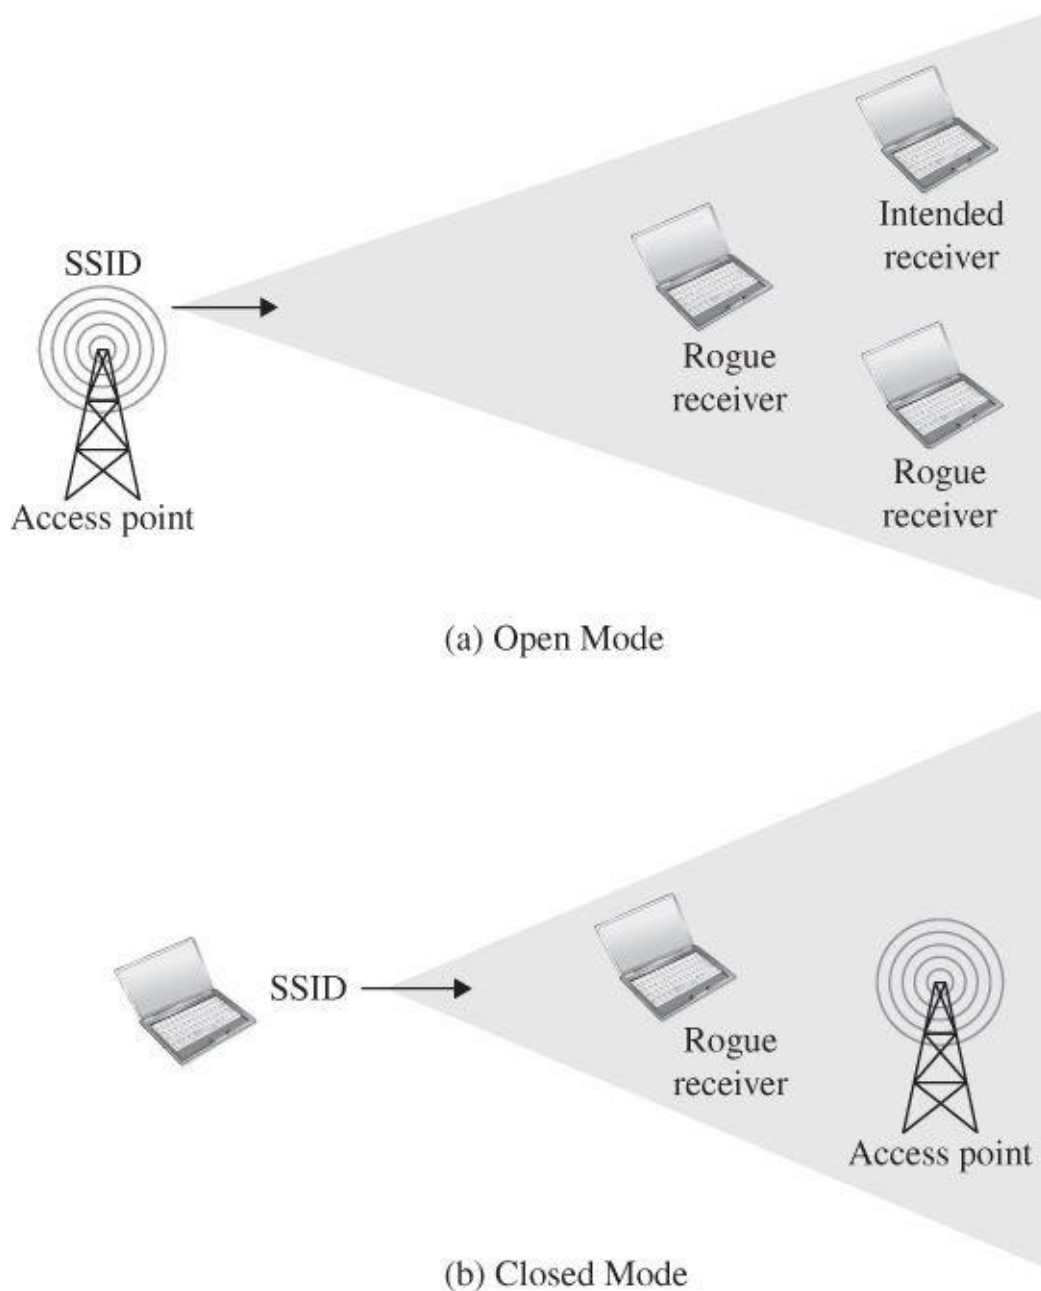 SSID
Access point
Intended
receiver
Rogue
receiver
Rogue
receiver
(a) Open Mode
SSID
Rogue
receiver
Access point
(b) Closed Mode